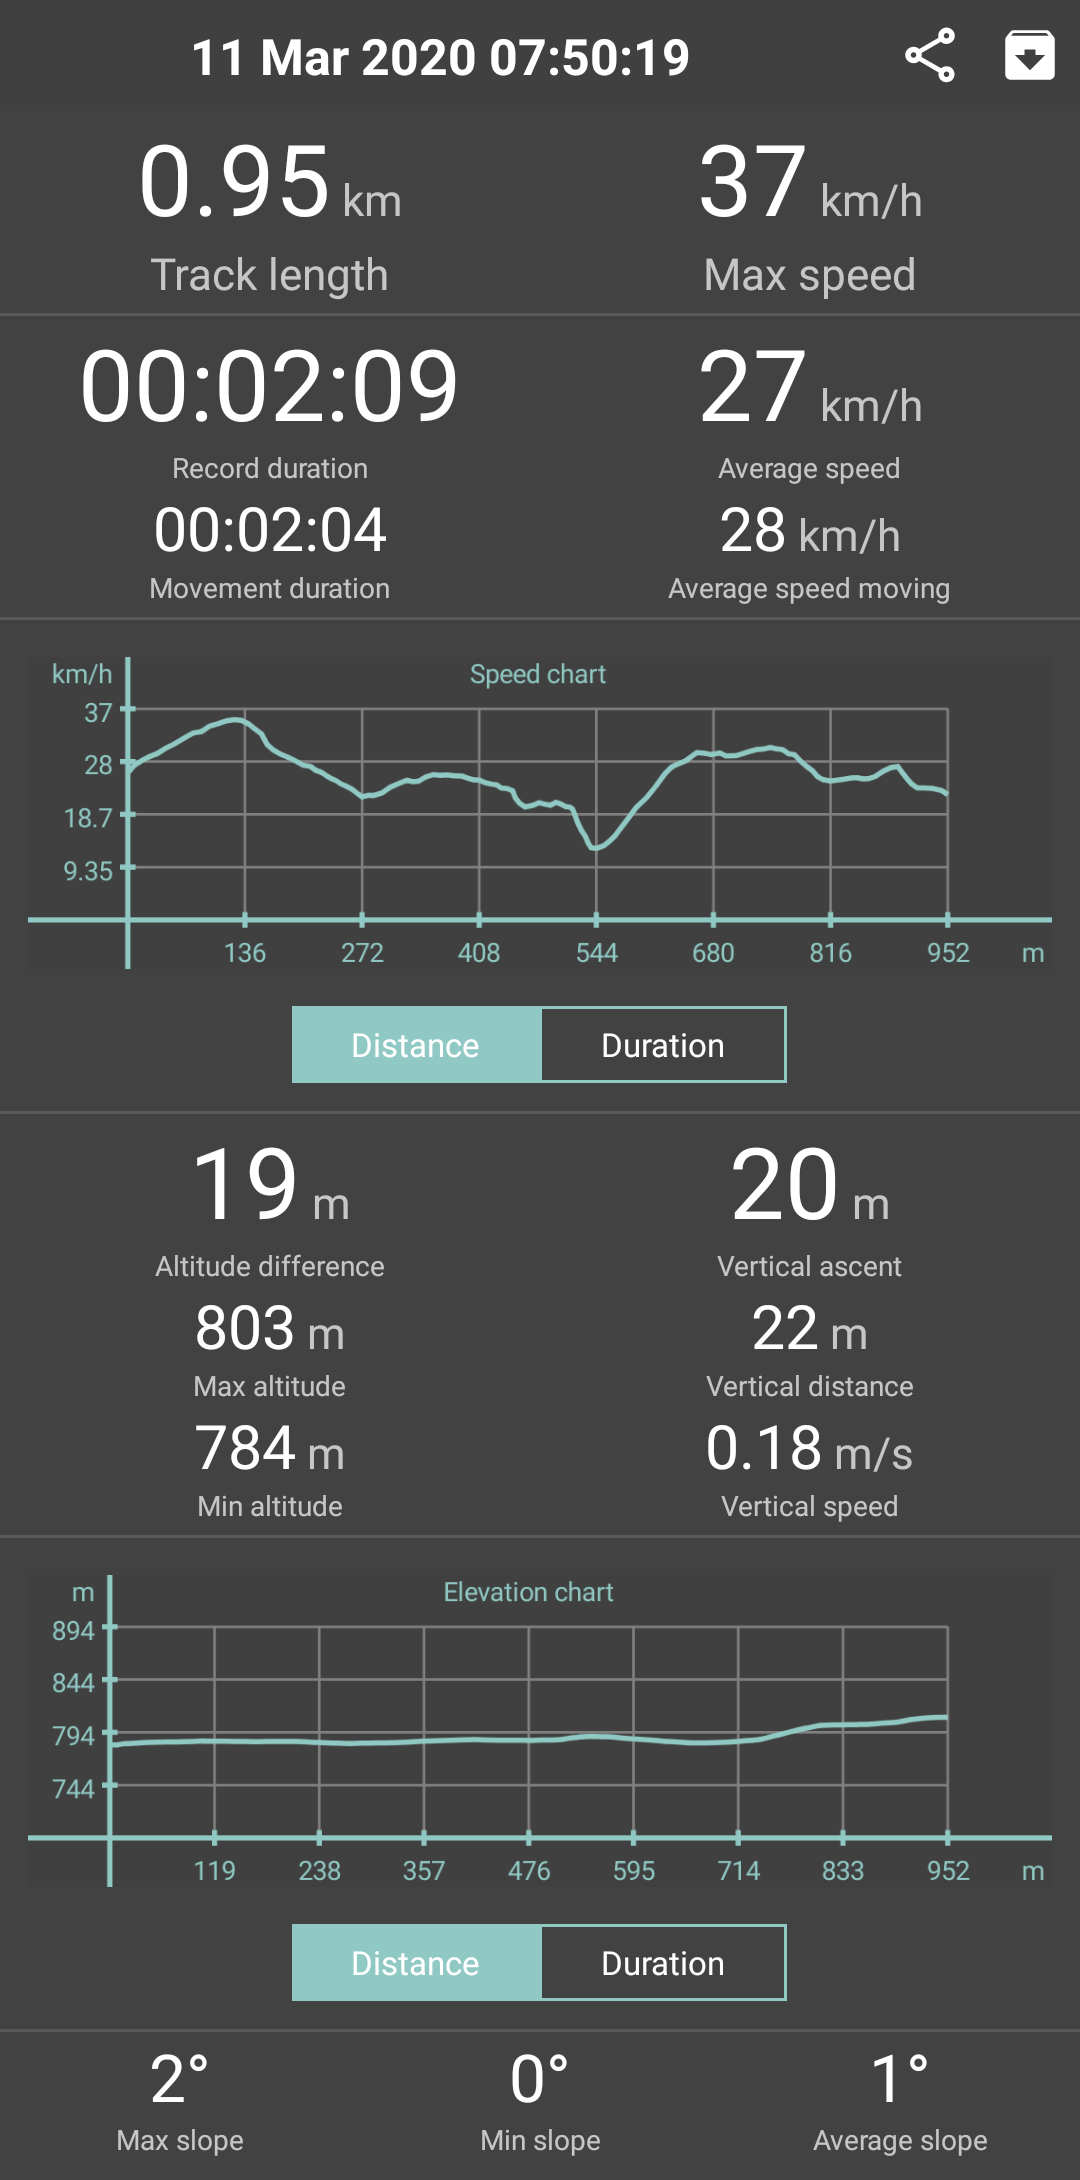 11 Mar 2020 07:50:19
0.95 km
Track length
37 km/h
Max speed
00:02:09
Record duration
00:02:04
Movement duration
27 km/h
Average speed
28 km/h
Average speed moving
km/h
Speed chart
37
28
18.7
9.35
136 272 408 544 680 816 952 m
Distance Duration
19 m
Altitude difference
803 m
Max altitude
784 m
Min altitude
20 m
Vertical ascent
22 m
Vertical distance
0.18 m/s
Vertical speed
m
Elevation chart
894
844
794
744
119 238 357 476 595 714 833 952 m
Distance Duration
2°
Max slope
0°
Min slope
1°
Average slope